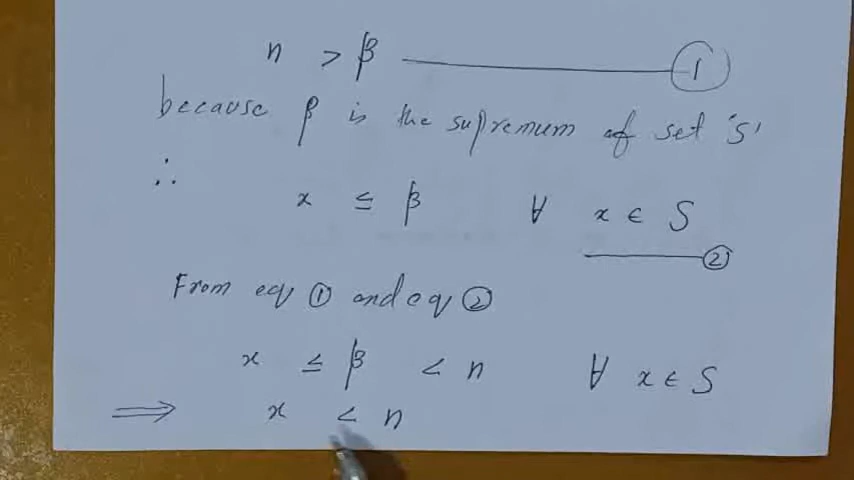 n > β ——— ①
because β is the supremum of set 'S'
∴
x ≤ β ∀ x ∈ S
——— ②
From eq ① and eq ②
x ≤ β < n ∀ x ∈ S
⟹ x < n